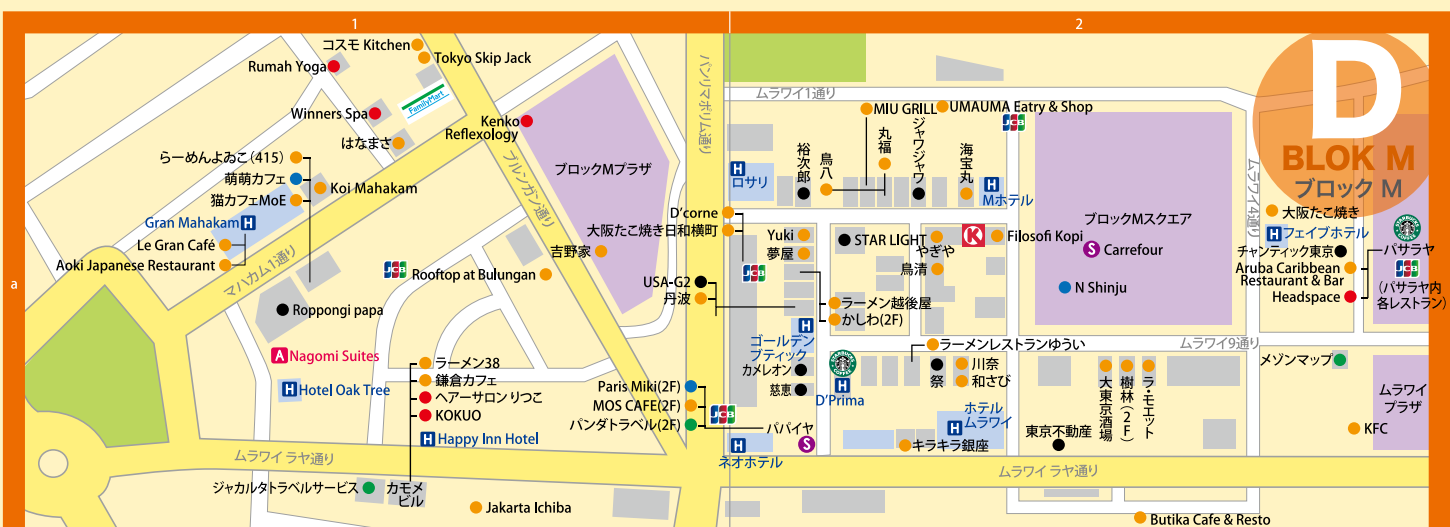 1
2
a
D
BLOK M
ブロック M
コスモ Kitchen
Tokyo Skip Jack
Rumah Yoga
FamilyMart
Winners Spa
はなまさ
Kenko
Reflexology
らーめんよゐこ(415)
萌萌カフェ
猫カフェMoE
Koi Mahakam
Gran Mahakam
H
Le Gran Café
Aoki Japanese Restaurant
マハカム1通り
ブルンガン通り
ブロックMプラザ
吉野家
JCB
Rooftop at Bulungan
Roppongi papa
A
Nagomi Suites
H
Hotel Oak Tree
ラーメン38
鎌倉カフェ
ヘアーサロン りつこ
KOKUO
H
Happy Inn Hotel
ムラワイ ラヤ通り
ジャカルタトラベルサービス
カモメ
ビル
Jakarta Ichiba
パンリマポリム通り
D'corne
大阪たこ焼き日和横町
USA-G2
丹波
JCB
Paris Miki(2F)
MOS CAFE(2F)
パンダトラベル(2F)
JCB
パパイヤ
S
H
ネオホテル
ムラワイ1通り
MIU GRILL
UMAUMA Eatry & Shop
JCB
H
ロサリ
裕次郎
鳥八
丸福
ジャワジャワ
海宝丸
H
Mホテル
Yuki
夢屋
STAR LIGHT
やぎや
K
Filosofi Kopi
鳥清
ラーメン越後屋
かしわ(2F)
H
ゴールデン
ブティック
カメレオン
慈恵
STARBUCKS COFFEE
H
D'Prima
ラーメンレストランゆうい
祭
川奈
和さび
ホテル
H
ムラワイ
キラキラ銀座
ブロックMスクエア
S
Carrefour
N Shinju
ムラワイ4通り
ムラワイ9通り
大東京酒場
樹林(2F)
ラ・モエット
東京不動産
ムラワイ ラヤ通り
Butika Cafe & Resto
大阪たこ焼き
H
フェイブホテル
チャンティック東京
Aruba Caribbean
Restaurant & Bar
Headspace
STARBUCKS COFFEE
パサラヤ
JCB
(パサラヤ内
各レストラン)
メゾンマップ
ムラワイ
プラザ
KFC